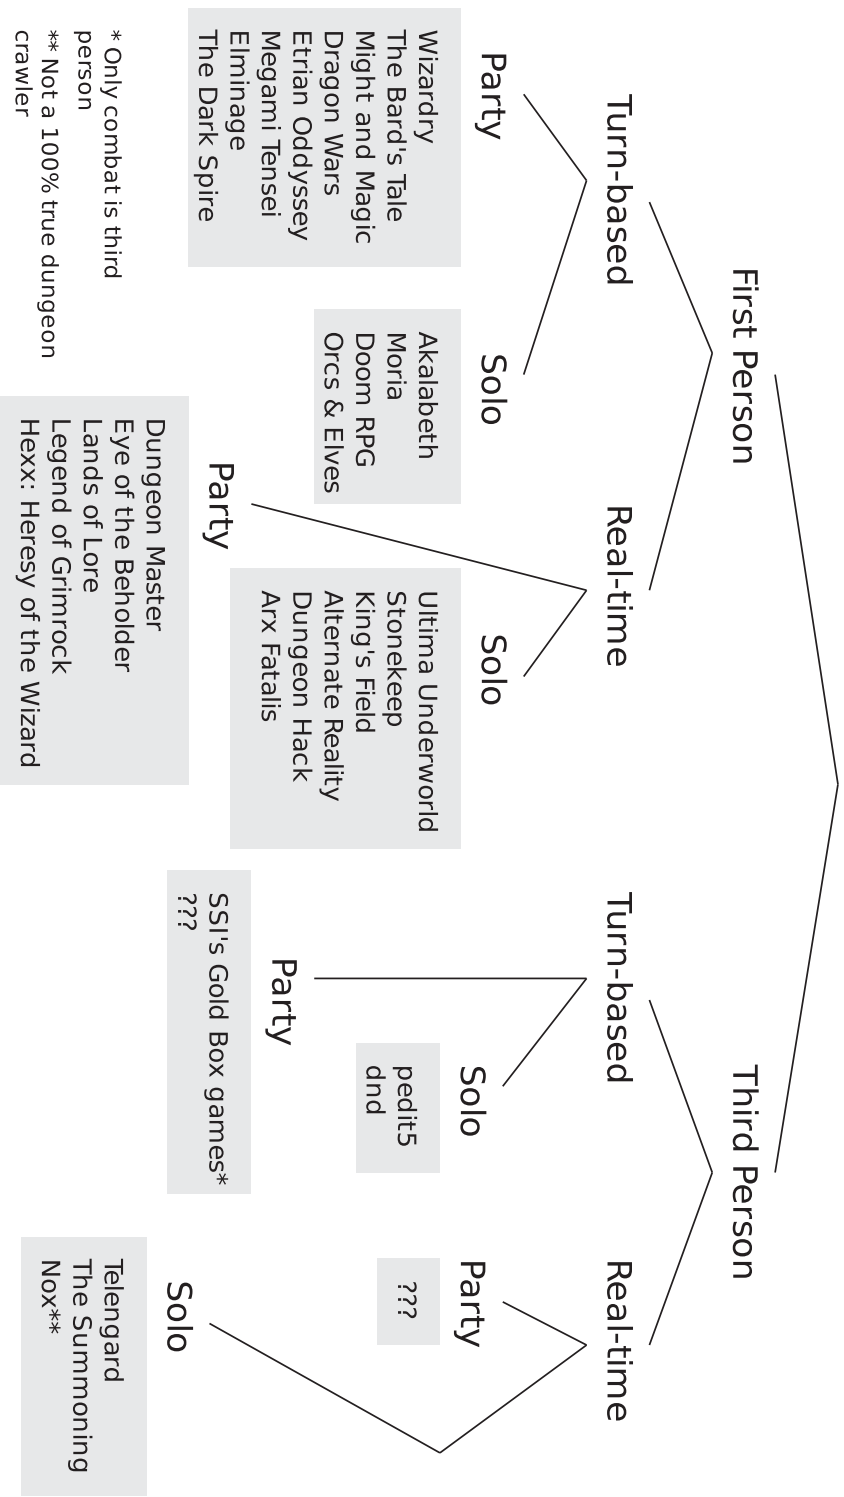 First Person
Third Person
Turn-based
Real-time
Turn-based
Real-time
Party
Wizardry
The Bard's Tale
Might and Magic
Dragon Wars
Etrian Oddyssey
Megami Tensei
Elminage
The Dark Spire
Solo
Akalabeth
Moria
Doom RPG
Orcs & Elves
Party
Dungeon Master
Eye of the Beholder
Lands of Lore
Legend of Grimrock
Hexx: Heresy of the Wizard
Solo
Ultima Underworld
Stonekeep
King's Field
Alternate Reality
Dungeon Hack
Arx Fatalis
Party
SSI's Gold Box games*
???
Solo
pedit5
dnd
Party
???
Solo
Telengard
The Summoning
Nox**
* Only combat is third
person
** Not a 100% true dungeon
crawler